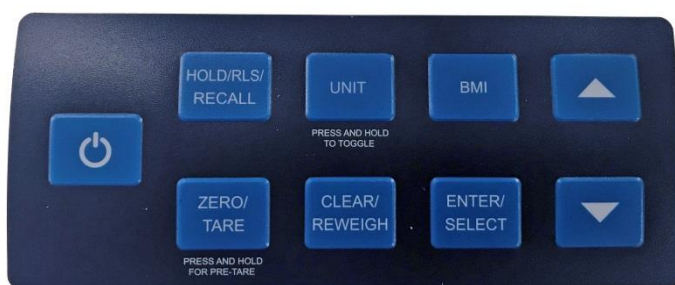 HOLD/RLS/
RECALL
UNIT
BMI
PRESS AND HOLD
TO TOGGLE
ZERO/
TARE
CLEAR/
REWEIGH
ENTER/
SELECT
PRESS AND HOLD
FOR PRE-TARE